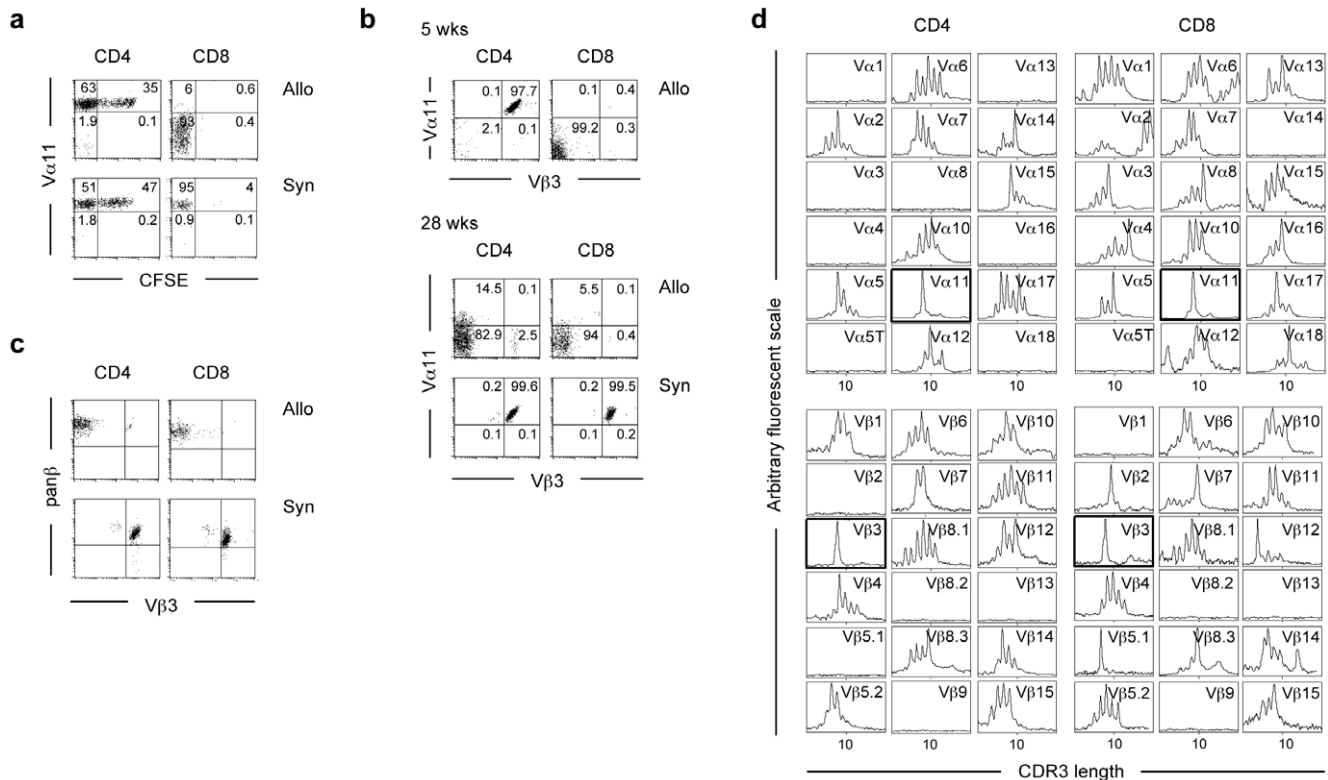 a
CD4 CD8
63 35 6 0.6 Allo
1.9 0.1 93 0.4
51 47 95 4 Syn
1.8 0.2 0.9 0.1
Vα11
CFSE
b
5 wks
CD4 CD8
0.1 97.7 0.1 0.4 Allo
2.1 0.1 99.2 0.3
Vα11
Vβ3
28 wks
CD4 CD8
14.5 0.1 5.5 0.1 Allo
82.9 2.5 94 0.4
0.2 99.6 0.2 99.5 Syn
0.1 0.1 0.1 0.2
Vα11
Vβ3
c
CD4 CD8
Allo
Syn
panβ
Vβ3
d
CD4 CD8
Vα1 Vα6 Vα13 Vα1 Vα6 Vα13
Vα2 Vα7 Vα14 Vα2 Vα7 Vα14
Vα3 Vα8 Vα15 Vα3 Vα8 Vα15
Vα4 Vα10 Vα16 Vα4 Vα10 Vα16
Vα5 Vα11 Vα17 Vα5 Vα11 Vα17
Vα5T Vα12 Vα18 Vα5T Vα12 Vα18
10 10 10 10 10 10
Vβ1 Vβ6 Vβ10 Vβ1 Vβ6 Vβ10
Vβ2 Vβ7 Vβ11 Vβ2 Vβ7 Vβ11
Vβ3 Vβ8.1 Vβ12 Vβ3 Vβ8.1 Vβ12
Vβ4 Vβ8.2 Vβ13 Vβ4 Vβ8.2 Vβ13
Vβ5.1 Vβ8.3 Vβ14 Vβ5.1 Vβ8.3 Vβ14
Vβ5.2 Vβ9 Vβ15 Vβ5.2 Vβ9 Vβ15
10 10 10 10 10 10
Arbitrary fluorescent scale
CDR3 length